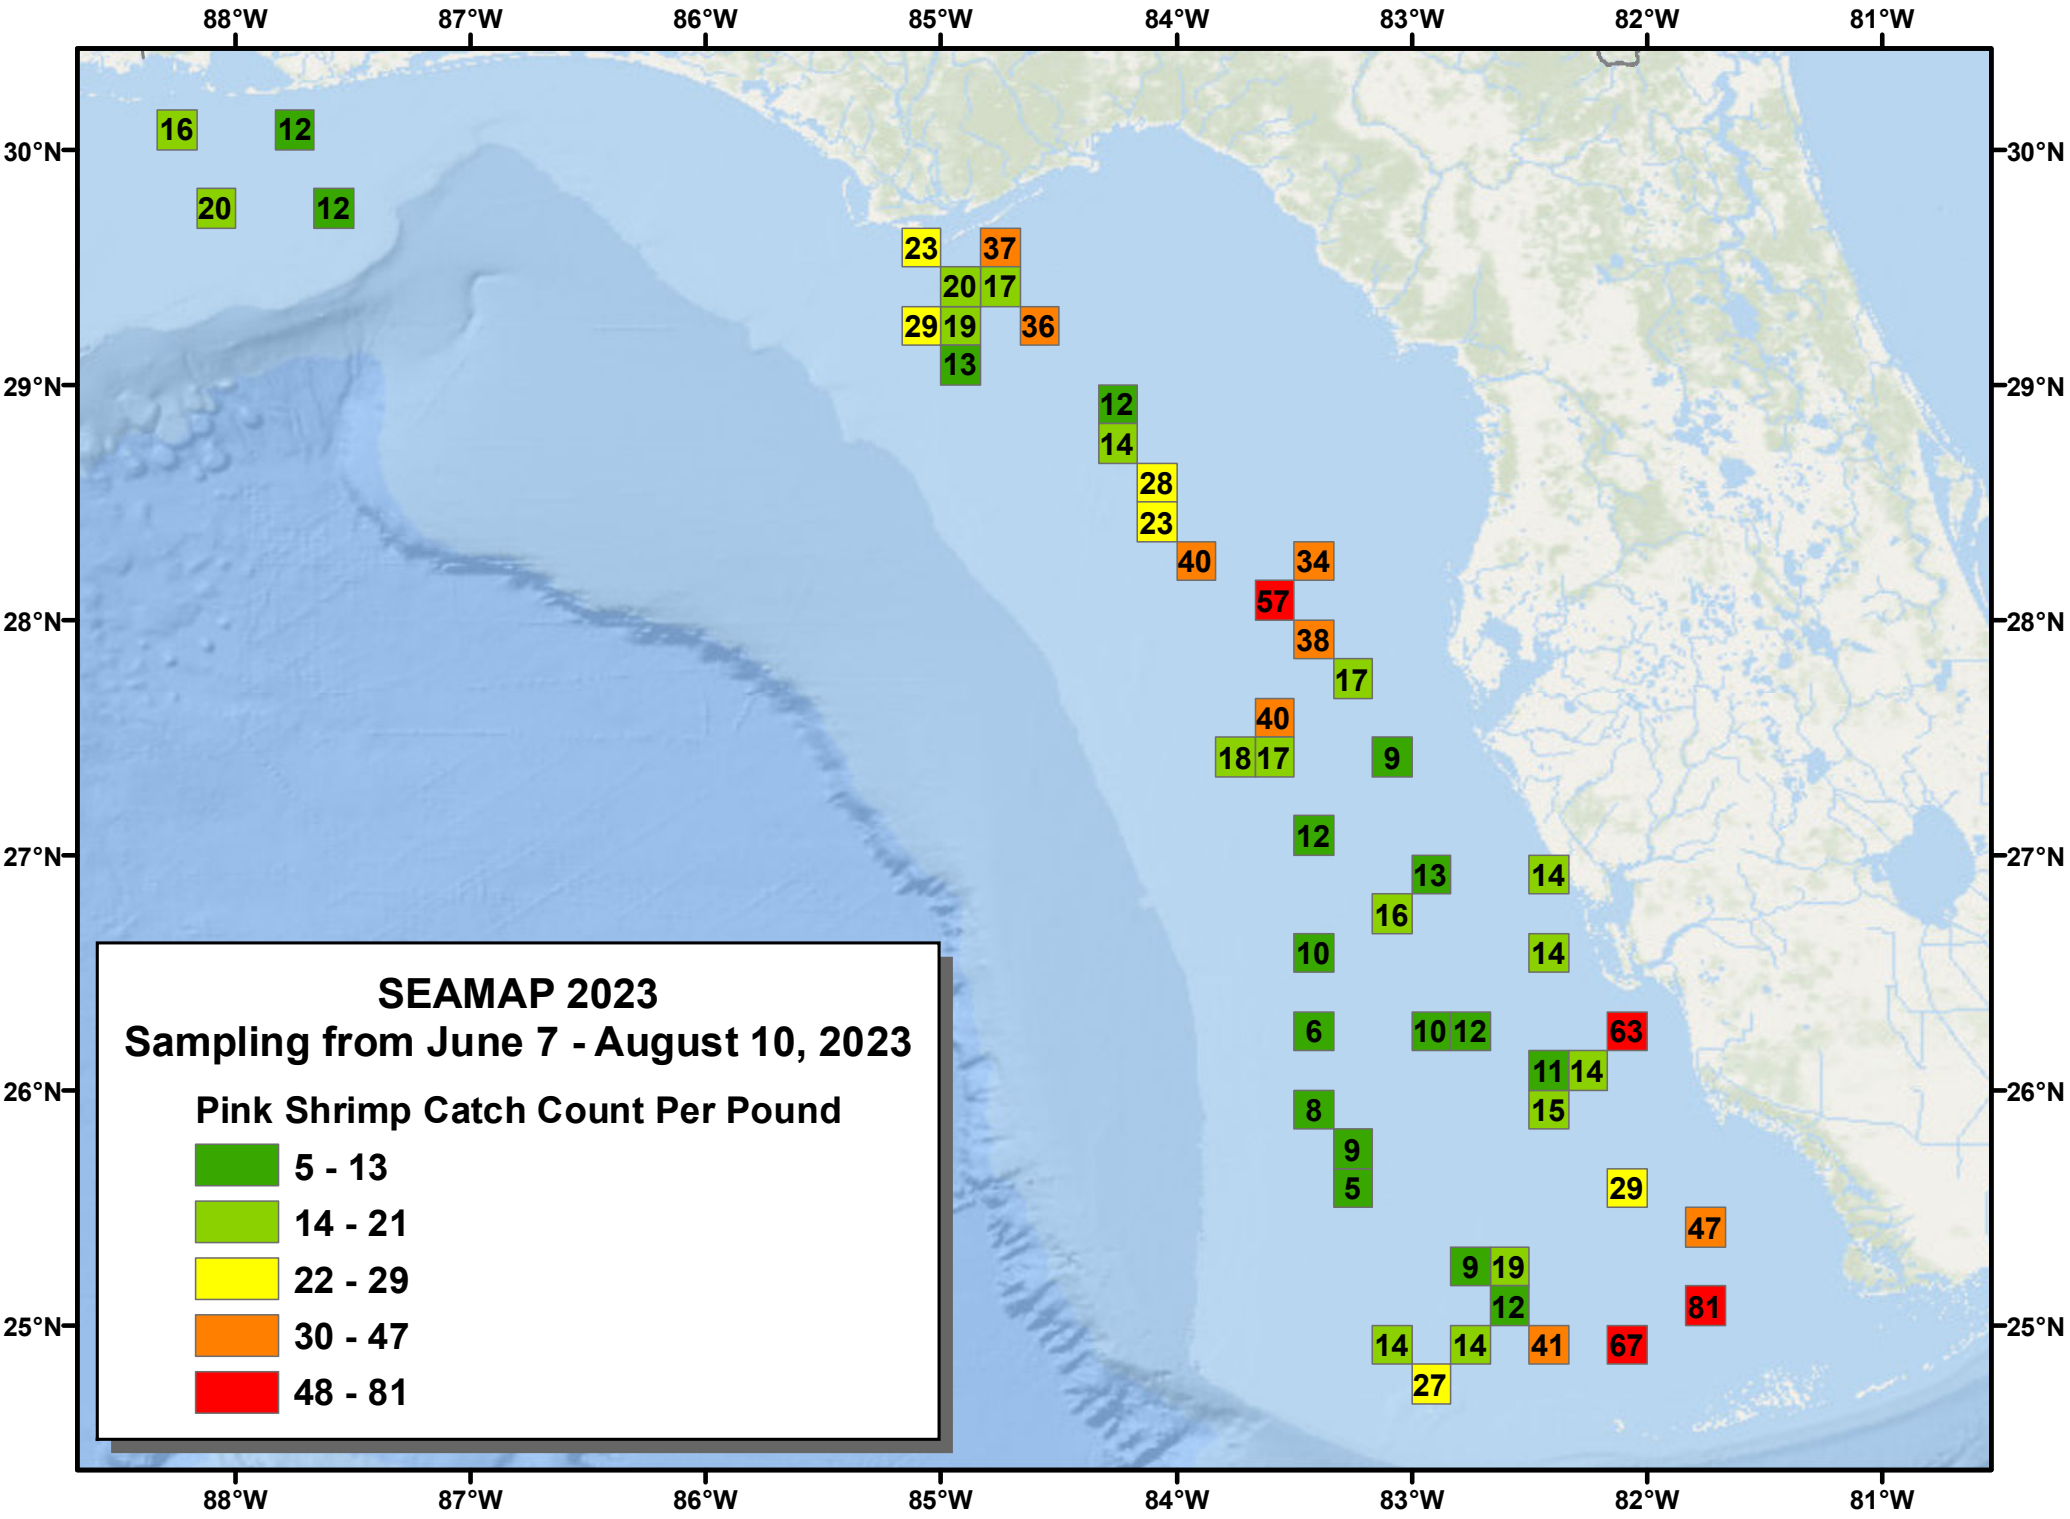 88°W 87°W 86°W 85°W 84°W 83°W 82°W 81°W
16 12
30°N 30°N
20 12
23 37
20 17
29 19 36
13
29°N 29°N
12
14
28
23
40 34
57
28°N 28°N
38
17
40
18 17 9
12
27°N 27°N
13 14
16
10 14
6 10 12 63
11 14
26°N 26°N
8 15
9
5 29
47
9 19
12 81
25°N 25°N
14 14 41 67
27
SEAMAP 2023
Sampling from June 7 - August 10, 2023
Pink Shrimp Catch Count Per Pound
5 - 13
14 - 21
22 - 29
30 - 47
48 - 81
88°W 87°W 86°W 85°W 84°W 83°W 82°W 81°W